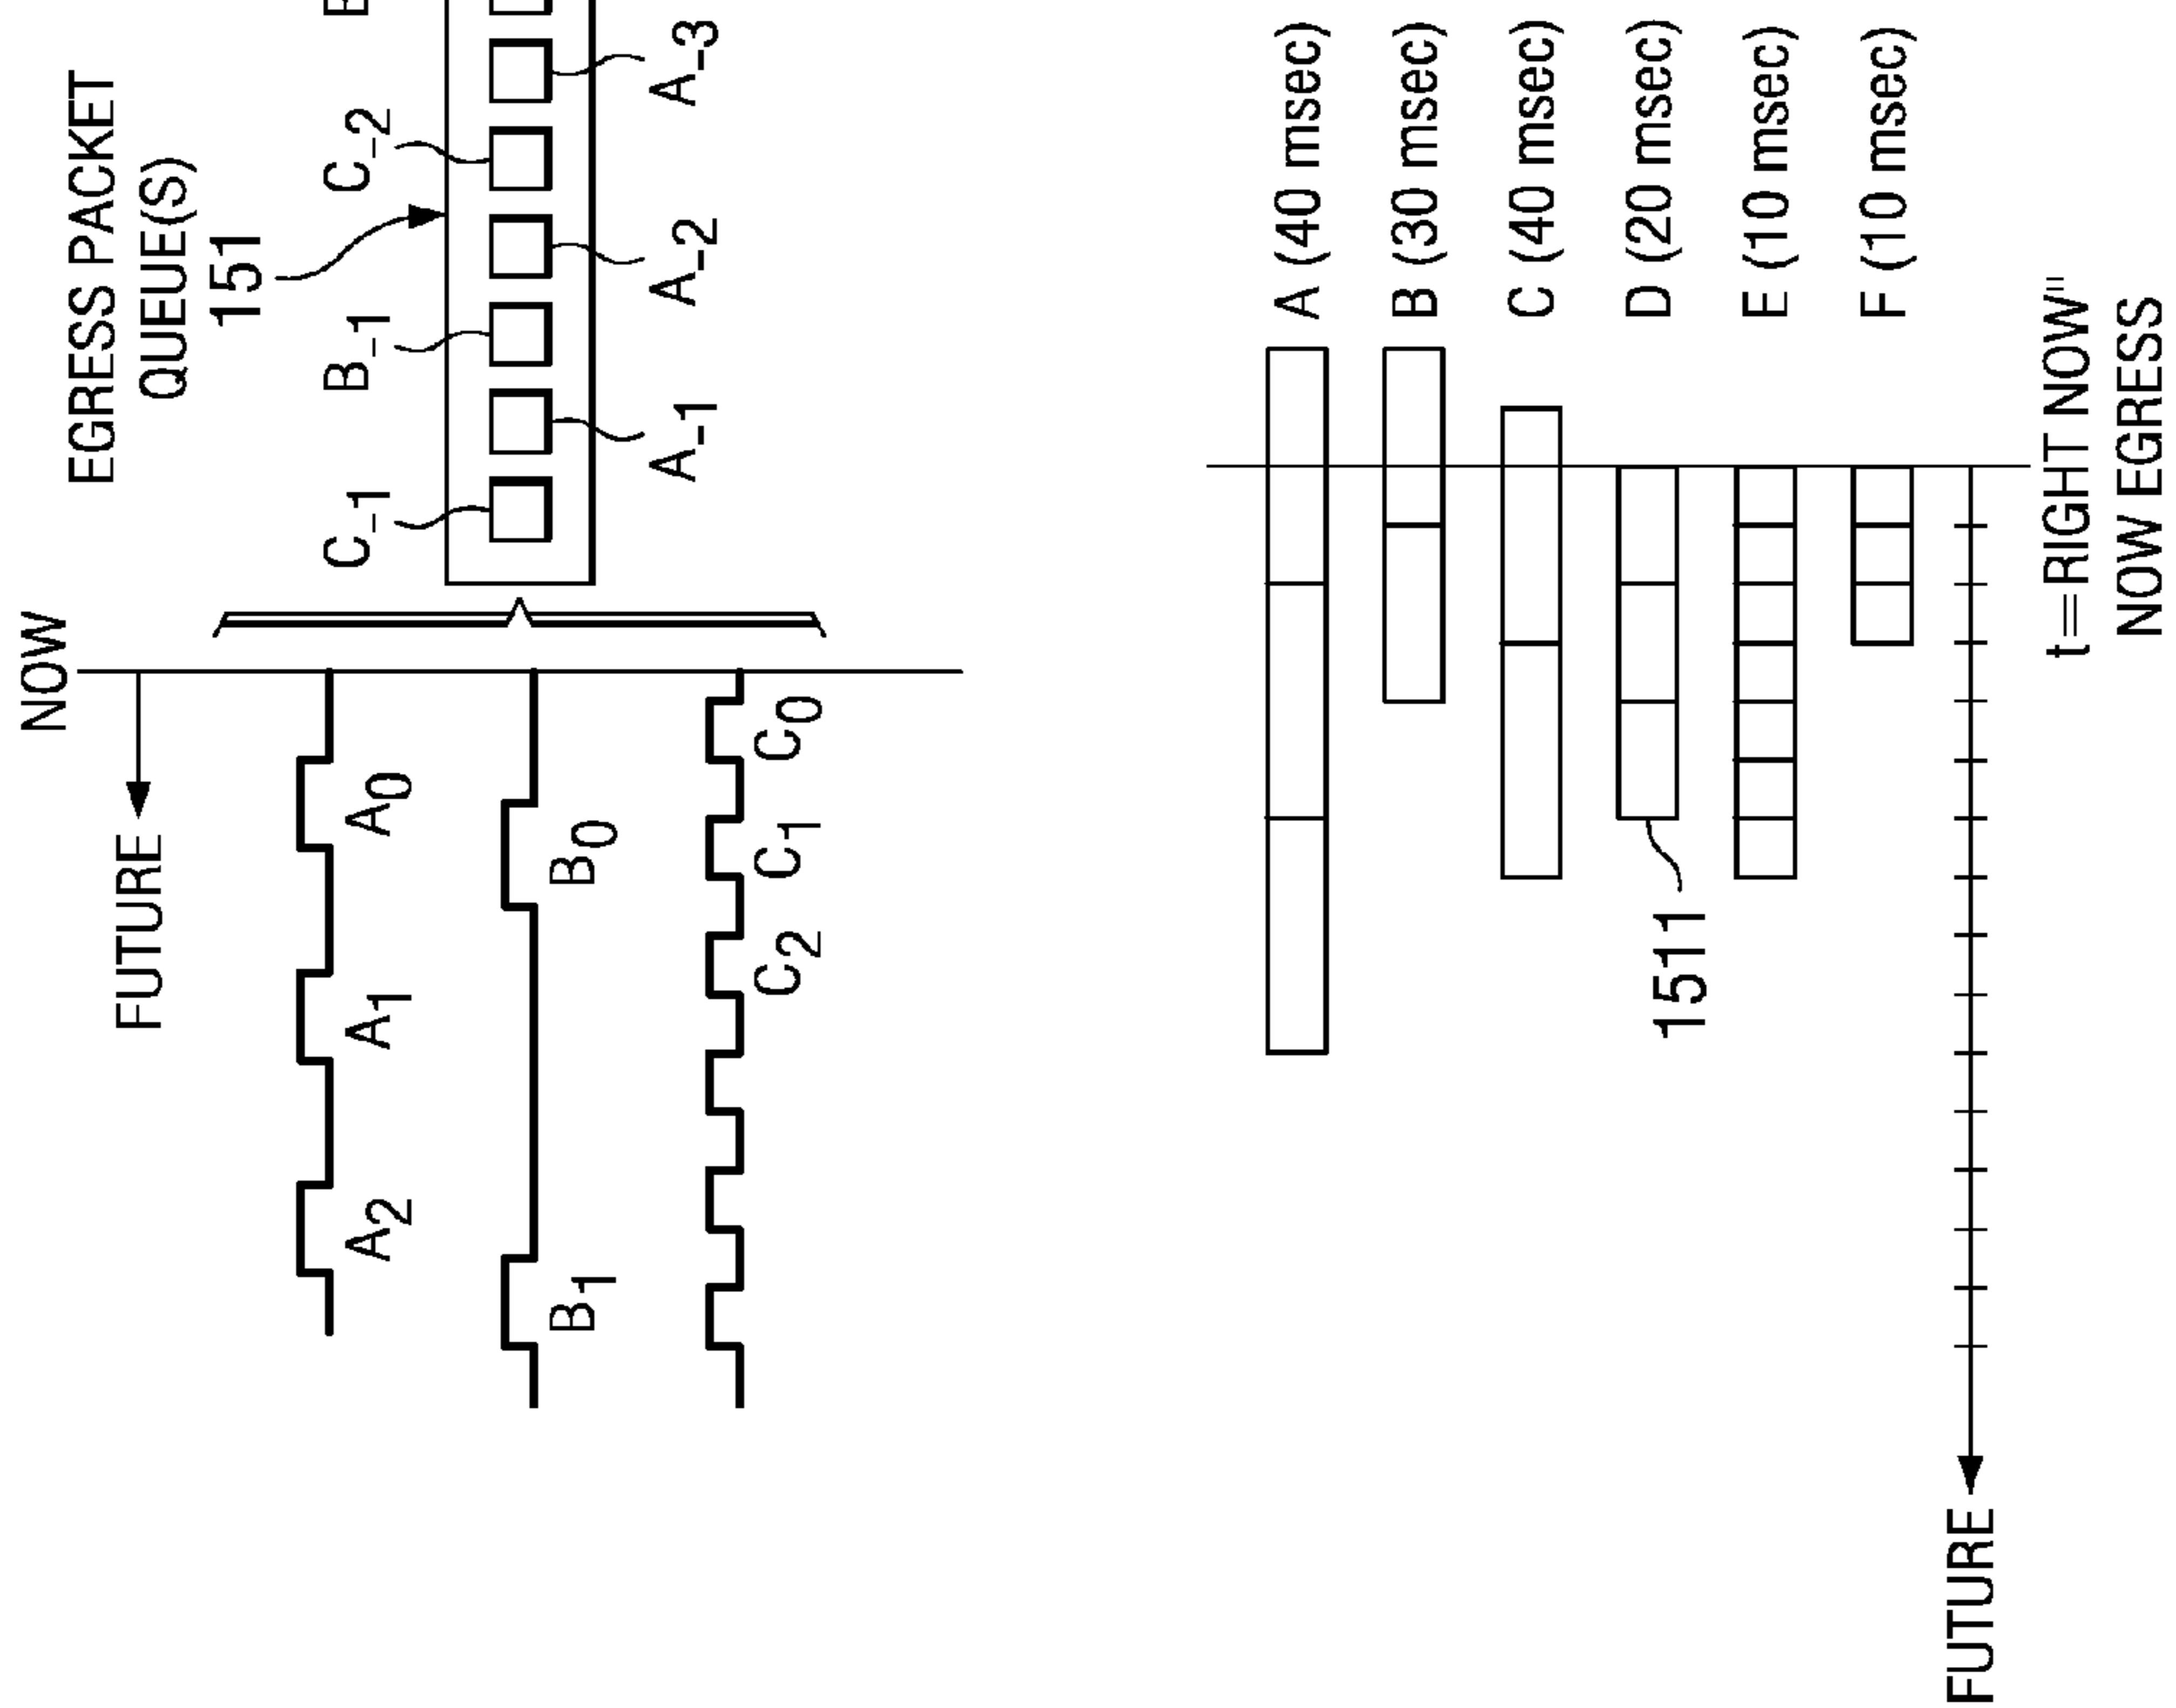 NOW
FUTURE
EGRESS PACKET
QUEUE(S)
151
A2
A1
A0
B1
B0
C2
C1
C0
C-1
B-1
C-2
B
A-1
A-2
A-3
A (40 msec)
B (30 msec)
C (40 msec)
D (20 msec)
E (10 msec)
F (10 msec)
1511
FUTURE
t=RIGHT NOW"
NOW EGRESS